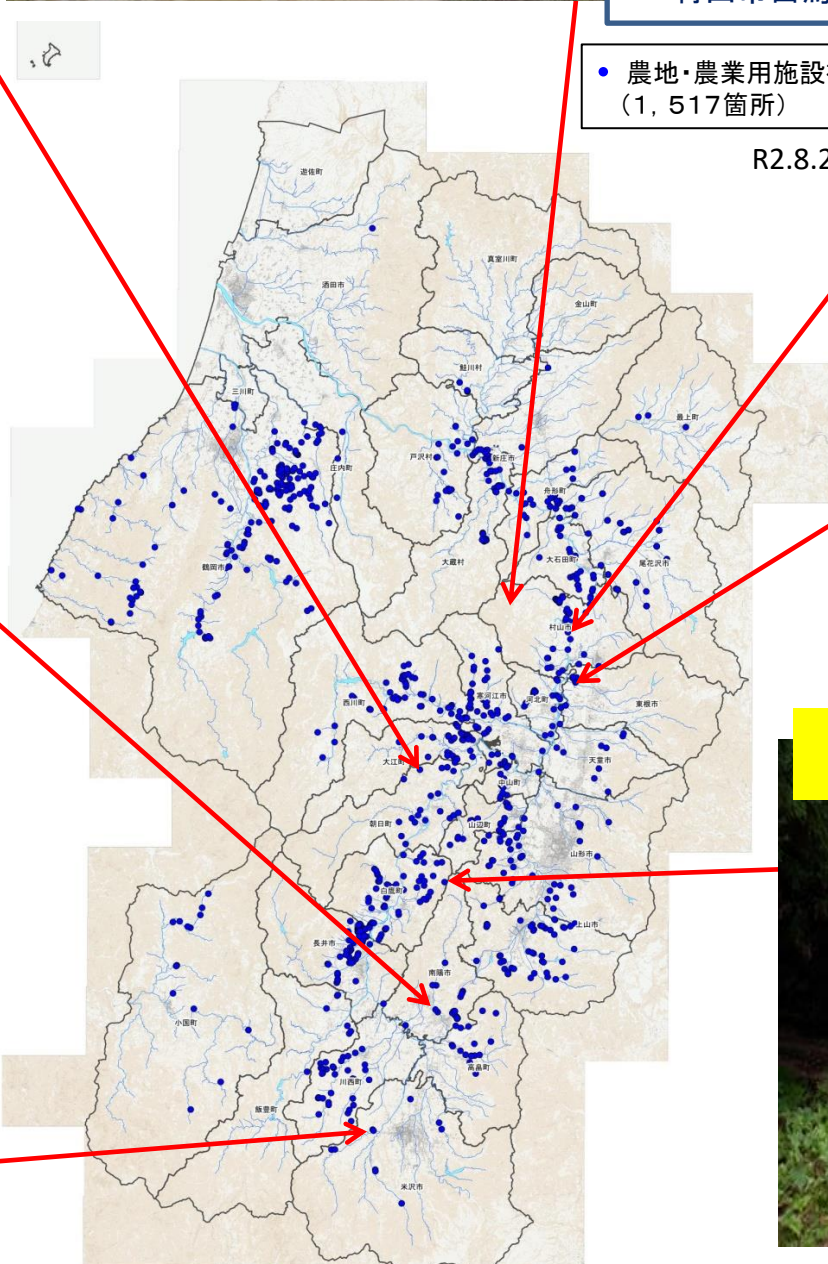 農地・農業用施設
（1，517箇所）
R2.8.2
遊佐町
真室川町
酒田市
金山町
鮭川村
最上町
三川町
戸沢村
新庄市
庄内町
舟形町
大石田町
尾花沢市
大蔵村
鶴岡市
村山市
西川町
寒河江市
河北町
東根市
大江町
天童市
中山町
朝日町
山辺町
山形市
白鷹町
上山市
長井市
南陽市
小国町
高畠町
川西町
飯豊町
米沢市